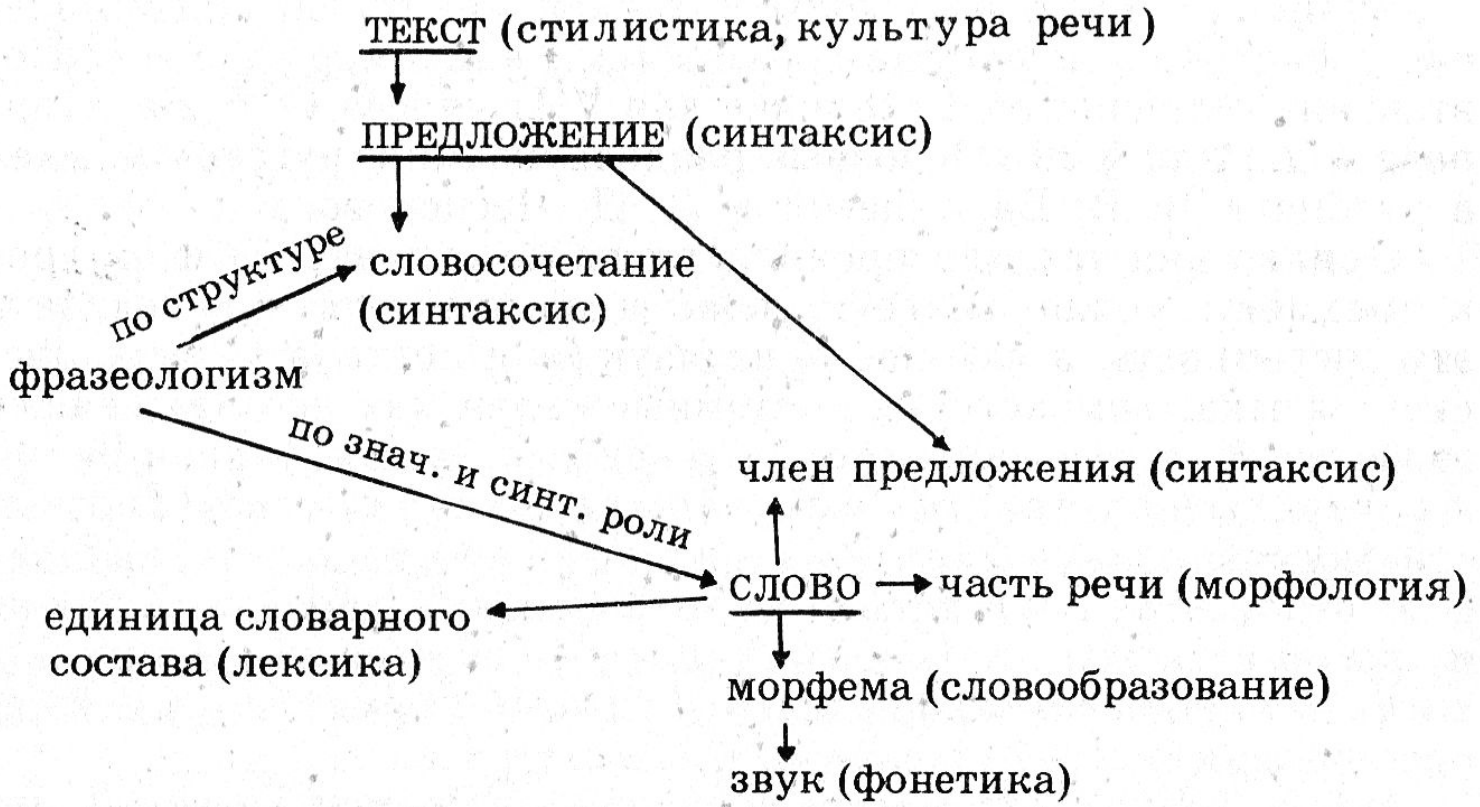 ТЕКСТ (стилистика, культура речи)
ПРЕДЛОЖЕНИЕ (синтаксис)
по структуре
словосочетание
(синтаксис)
фразеологизм
по знач. и синт. роли
член предложения (синтаксис)
СЛОВО
часть речи (морфология)
единица словарного
состава (лексика)
морфема (словообразование)
звук (фонетика)